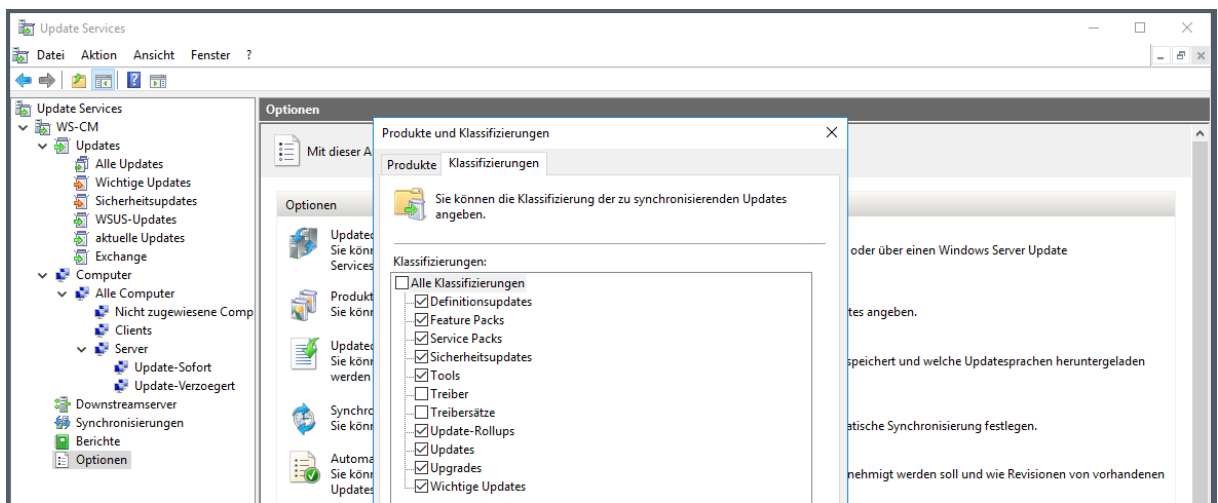 Update Services
Datei Aktion Ansicht Fenster ?
Update Services
WS-CM
Updates
Alle Updates
Wichtige Updates
Sicherheitsupdates
WSUS-Updates
aktuelle Updates
Exchange
Computer
Alle Computer
Nicht zugewiesene Comp
Clients
Server
Update-Sofort
Update-Verzoegert
Downstreamserver
Synchronisierungen
Berichte
Optionen
Optionen
Mit dieser A
Optionen
Updateq
Sie könn
Services
oder über einen Windows Server Update
Produkt
Sie könn
tes angeben.
Updated
Sie könn
werden
speichert und welche Updatesprachen heruntergeladen
Synchro
Sie könn
atische Synchronisierung festlegen.
Automa
Sie könn
Updates
nehmigt werden soll und wie Revisionen von vorhandenen
Produkte und Klassifizierungen
Produkte Klassifizierungen
Sie können die Klassifizierung der zu synchronisierenden Updates
angeben.
Klassifizierungen:
Alle Klassifizierungen
Definitionsupdates
Feature Packs
Service Packs
Sicherheitsupdates
Tools
Treiber
Treibersätze
Update-Rollups
Updates
Upgrades
Wichtige Updates